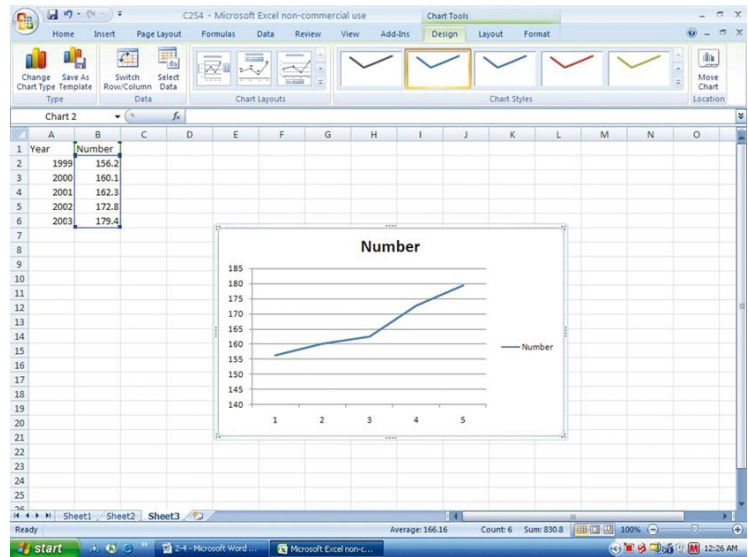 C2S4 - Microsoft Excel non-commercial use
Chart Tools
Home Insert Page Layout Formulas Data Review View Add-Ins Design Layout Format
Change Chart Type
Save As Template
Switch Row/Column
Select Data
Move Chart
Type Data Chart Layouts Chart Styles Location
Chart 2 fx
A B C D E F G H I J K L M N O
1 Year Number
2 1999 156.2
3 2000 160.1
4 2001 162.3
5 2002 172.8
6 2003 179.4
7
8
9
10
11
12
13
14
15
16
17
18
19
20
21
22
23
24
25
Number
185
180
175
170
165
160
155
150
145
140
1 2 3 4 5
Number
Sheet1 Sheet2 Sheet3
Ready Average: 166.16 Count: 6 Sum: 830.8 100%
start 2-4 - Microsoft Word ... Microsoft Excel non-c... 12:26 AM